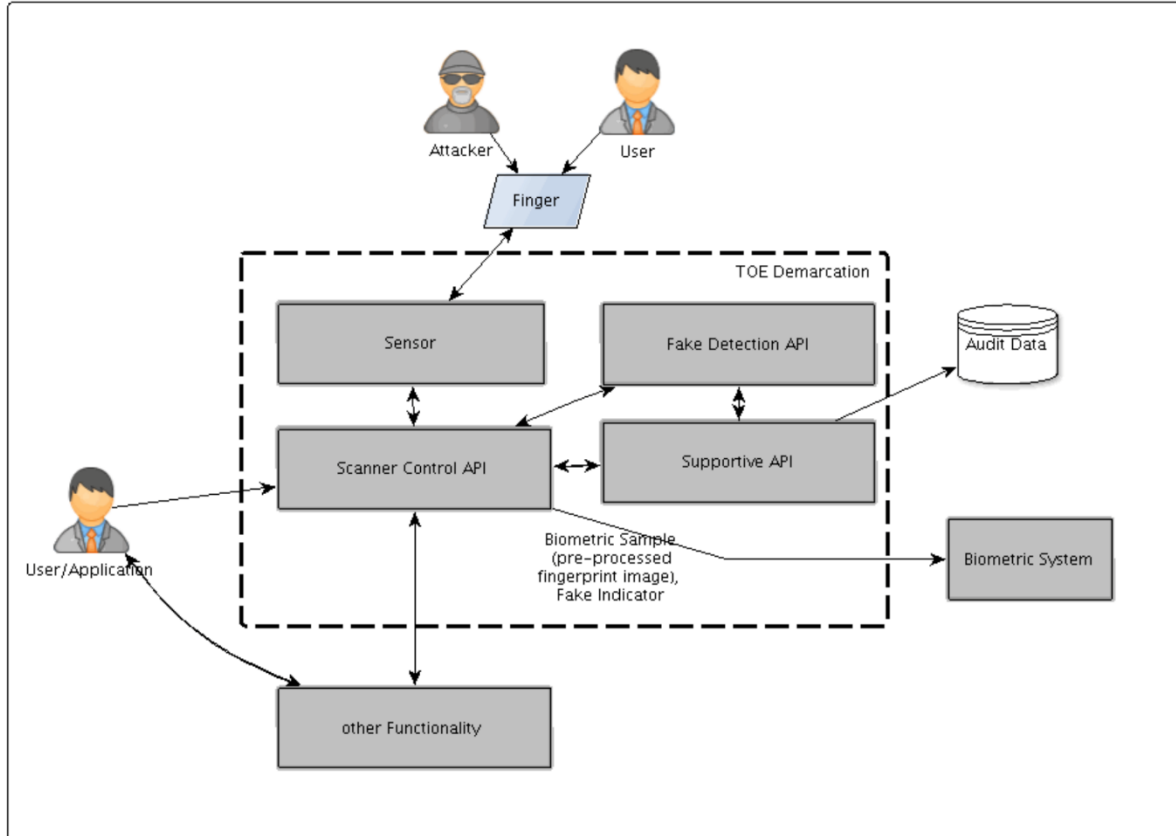 Attacker
User
Finger
TOE Demarcation
Sensor
Fake Detection API
Audit Data
Scanner Control API
Supportive API
Biometric Sample
(pre-processed
fingerprint image),
Fake Indicator
Biometric System
User/Application
other Functionality